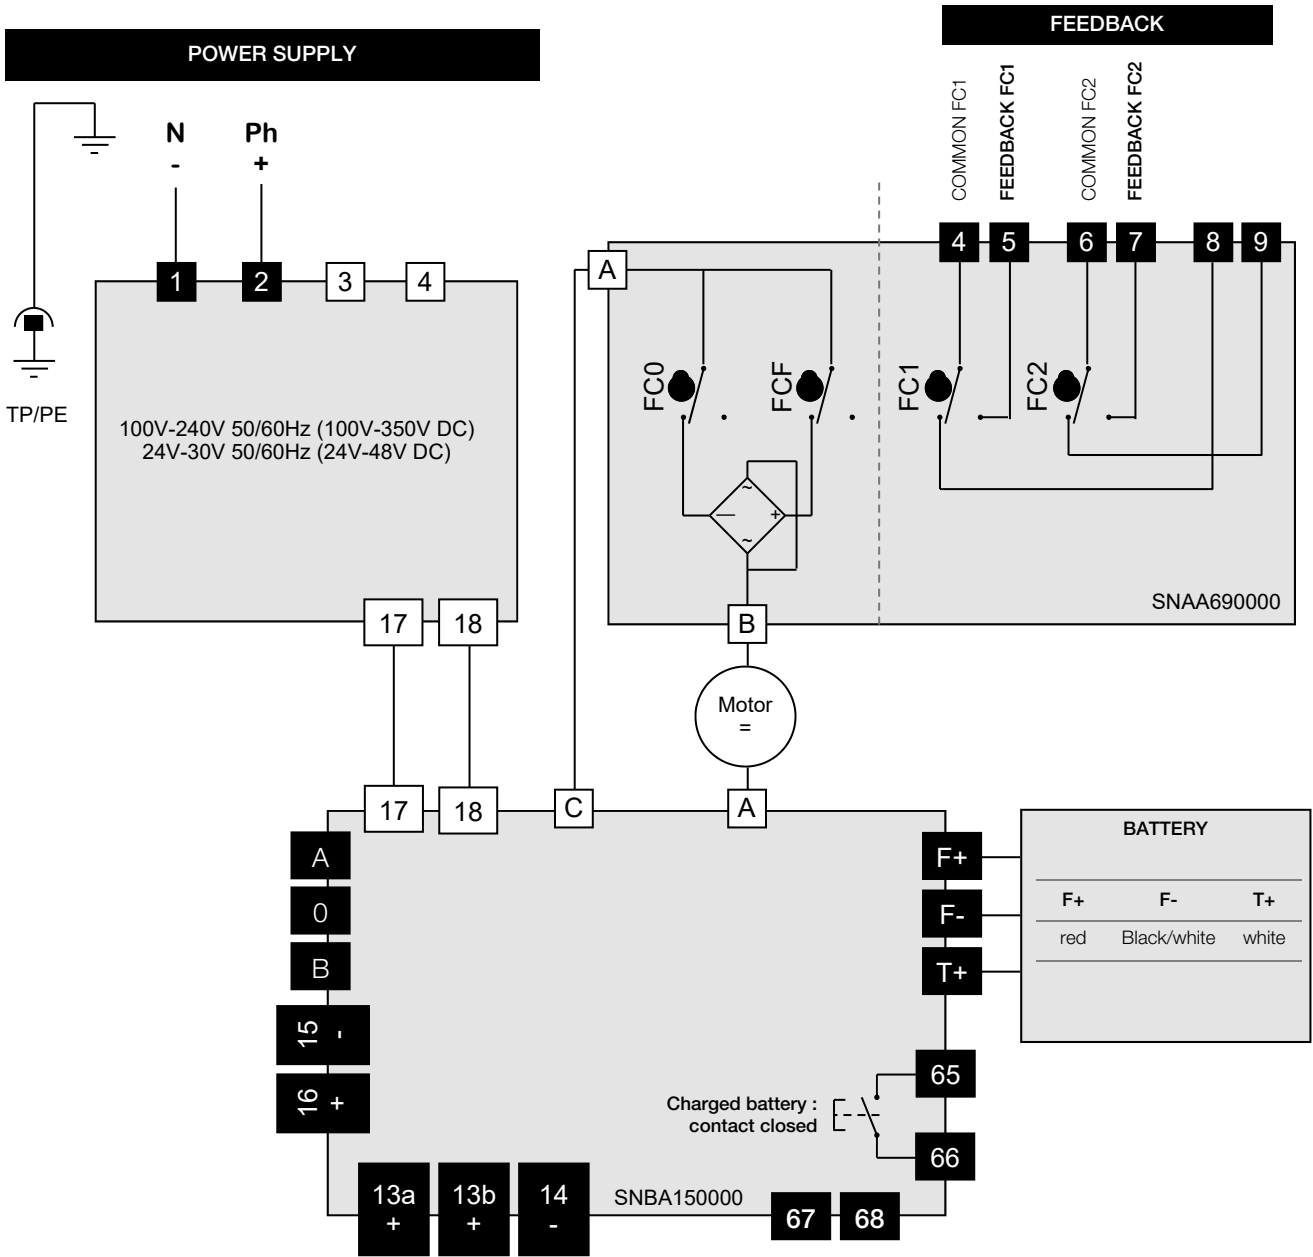 POWER SUPPLY
FEEDBACK
COMMON FC1
FEEDBACK FC1
COMMON FC2
FEEDBACK FC2
N
-
Ph
+
1
2
3
4
TP/PE
100V-240V 50/60Hz (100V-350V DC)
24V-30V 50/60Hz (24V-48V DC)
17
18
A
4
5
6
7
8
9
FC0
FCF
FC1
FC2
~
—
+
~
SNAA690000
B
Motor
=
17
18
C
A
A
0
B
15 -
16 +
F+
F-
T+
BATTERY
F+ F- T+
red Black/white white
65
66
Charged battery :
contact closed
13a
+
13b
+
14
-
SNBA150000
67
68